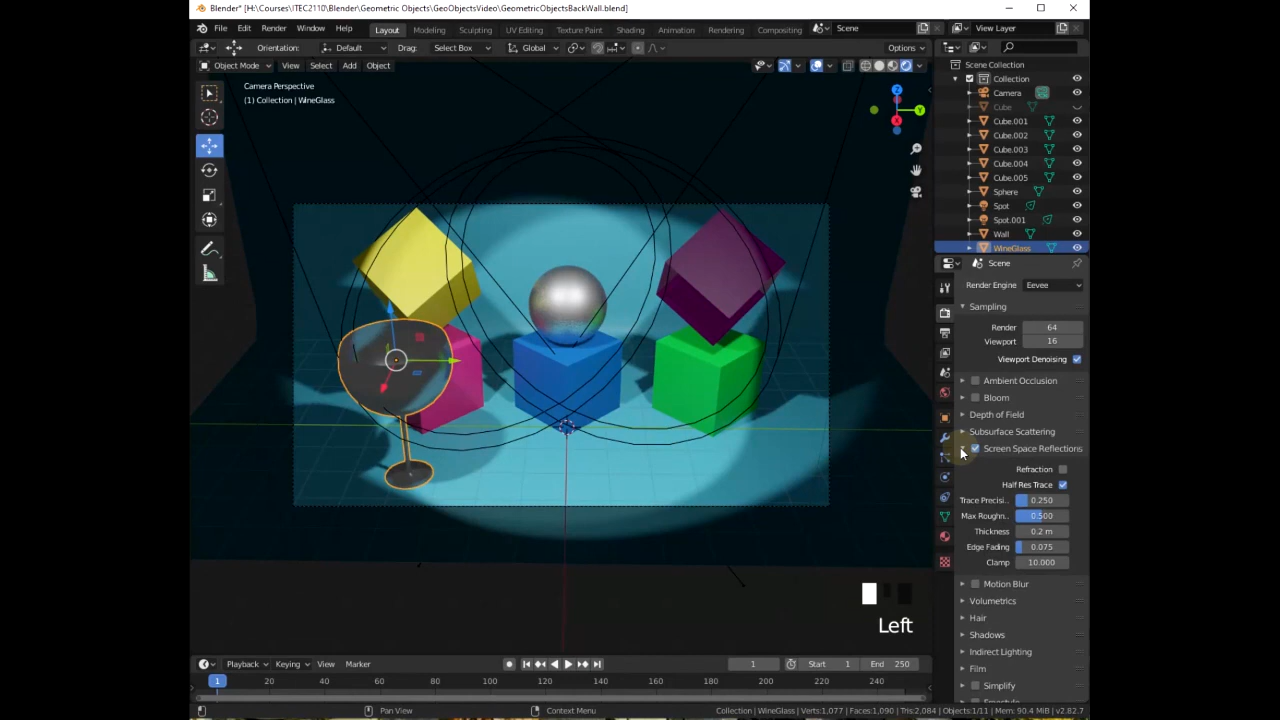 Blender* [H:\Courses\ITEC2110\Blender\Geometric Objects\GeoObjectsVideo\GeometricObjectsBackWall.blend]
File Edit Render Window Help Layout Modeling Sculpting UV Editing Texture Paint Shading Animation Rendering Compositing Scene View Layer
Orientation: Default Drag: Select Box Global Options
Object Mode View Select Add Object
Scene Collection
Collection
Camera
Cube
Cube.001
Cube.002
Cube.003
Cube.004
Cube.005
Sphere
Spot
Spot.001
Wall
WineGlass
Camera Perspective
(1) Collection | WineGlass
Z
Y
X
Scene
Render Engine Eevee
Sampling
Render 64
Viewport 16
Viewport Denoising
Ambient Occlusion
Bloom
Depth of Field
Subsurface Scattering
Screen Space Reflections
Refraction
Half Res Trace
Trace Precisi.. 0.250
Max Roughn.. 0.500
Thickness 0.2 m
Edge Fading 0.075
Clamp 10.000
Motion Blur
Volumetrics
Hair
Shadows
Indirect Lighting
Film
Simplify
Left
Playback Keying View Marker 1 Start 1 End 250
1 20 40 60 80 100 120 140 160 180 200 220 240
Pan View Context Menu Collection | WineGlass | Verts:1,077 | Faces:1,090 | Tris:2,084 | Objects:1/11 | Mem: 90.4 MiB | v2.82.7